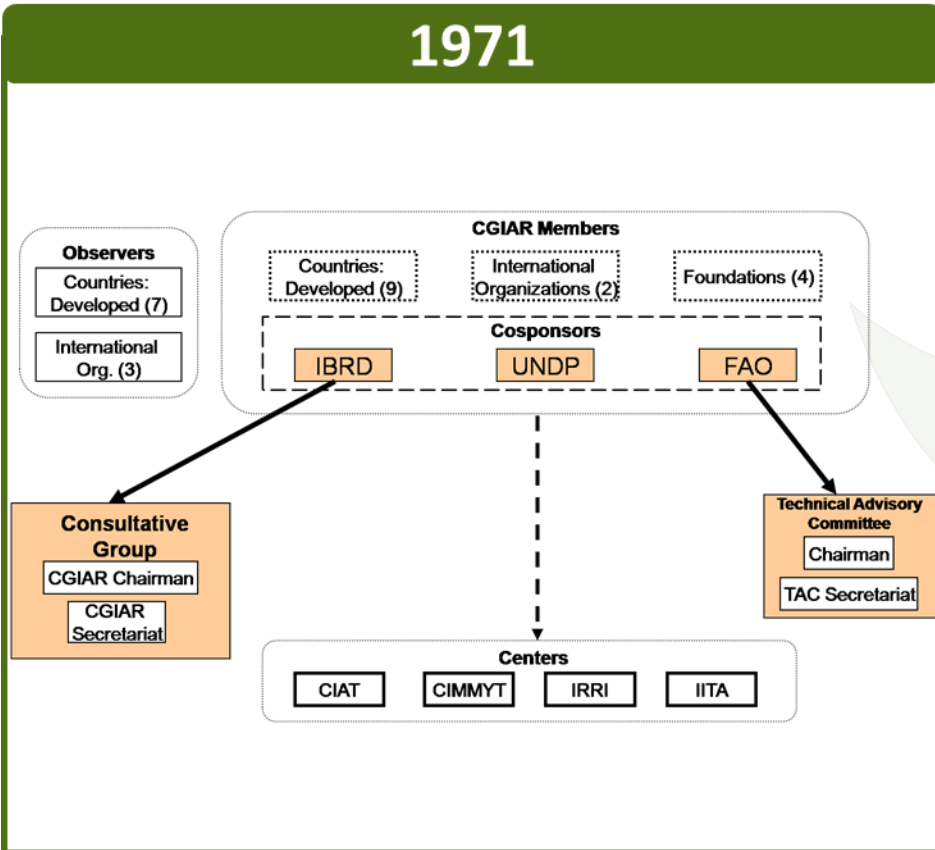 1971
Observers
Countries:
Developed (7)
International
Org. (3)
CGIAR Members
Countries:
Developed (9)
International
Organizations (2)
Foundations (4)
Cosponsors
IBRD
UNDP
FAO
Consultative
Group
CGIAR Chairman
CGIAR
Secretariat
Technical Advisory
Committee
Chairman
TAC Secretariat
Centers
CIAT
CIMMYT
IRRI
IITA